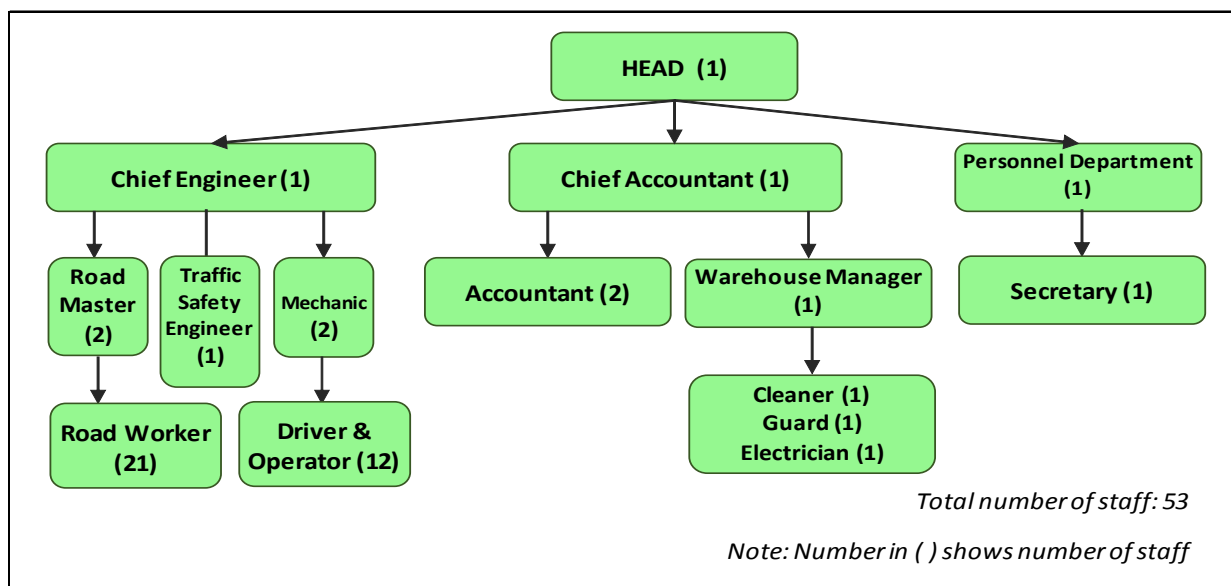 HEAD (1)
Chief Engineer (1)
Chief Accountant (1)
Personnel Department
(1)
Road
Master
(2)
Traffic
Safety
Engineer
(1)
Mechanic
(2)
Accountant (2)
Warehouse Manager
(1)
Secretary (1)
Road Worker
(21)
Driver &
Operator (12)
Cleaner (1)
Guard (1)
Electrician (1)
Total number of staff: 53
Note: Number in ( ) shows number of staff